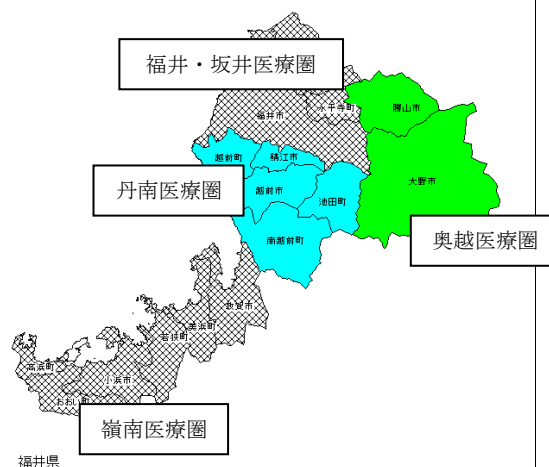 福井・坂井医療圏
永平寺町
勝山市
福井市
越前町
鯖江市
大野市
丹南医療圏
越前市
池田町
南越前町
奥越医療圏
敦賀市
美浜町
若狭町
高浜町
小浜市
おおい町
嶺南医療圏
福井県